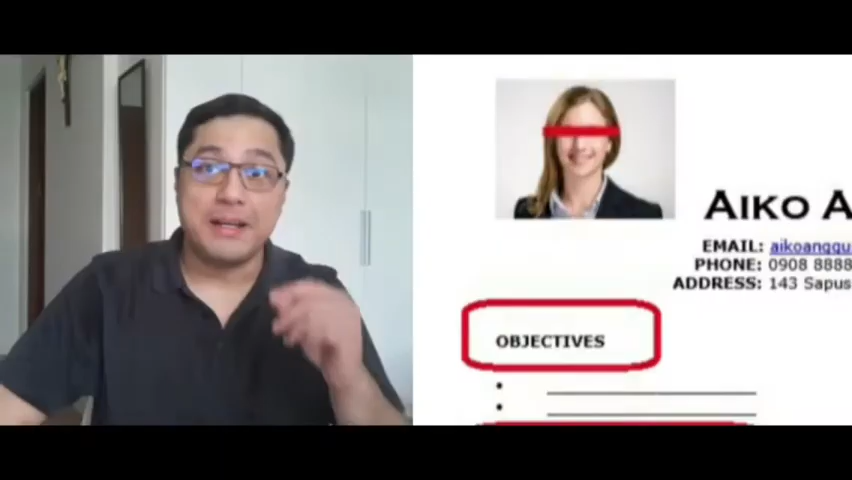 AIKO A
EMAIL: aikoanggu
PHONE: 0908 8888
ADDRESS: 143 Sapus
OBJECTIVES